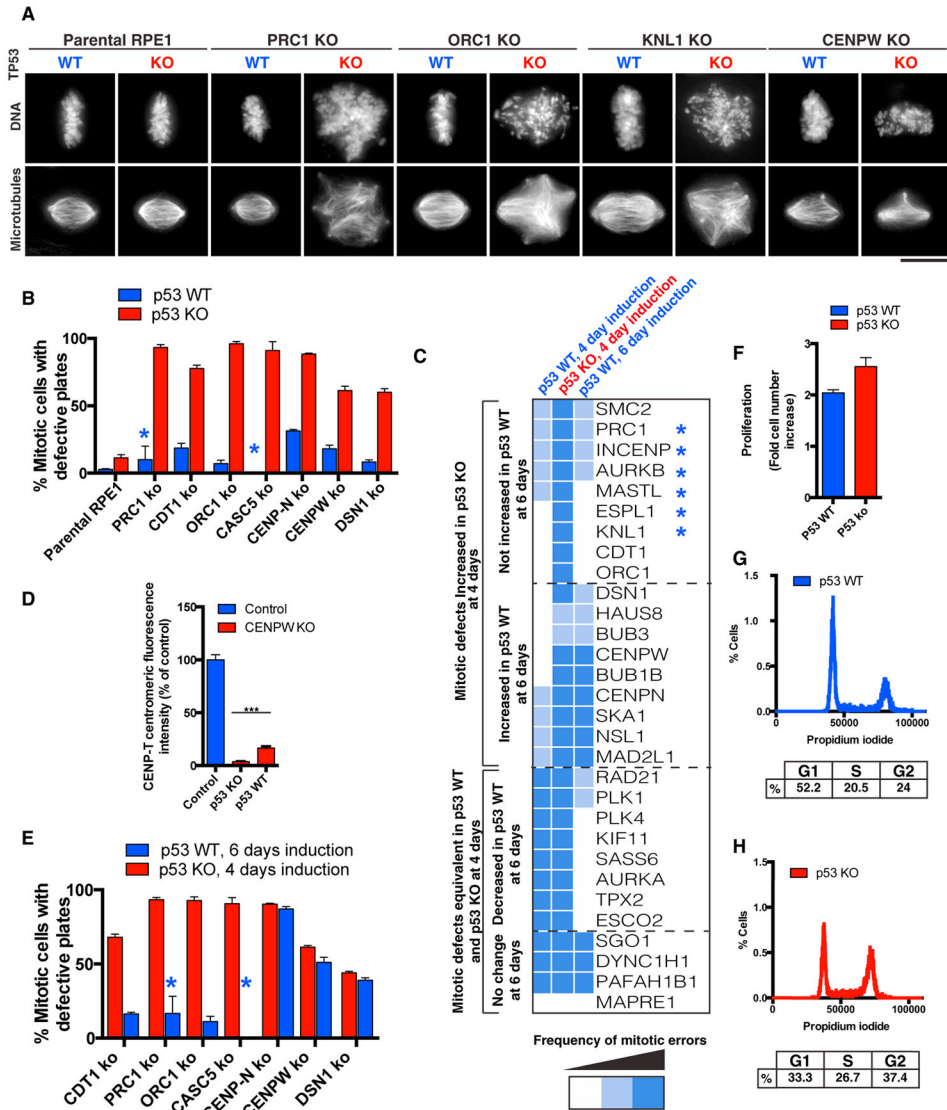 A
Parental RPE1 PRC1 KO ORC1 KO KNL1 KO CENPW KO
TP53 WT KO WT KO WT KO WT KO WT KO
DNA
Microtubules
B
p53 WT
p53 KO
% Mitotic cells with
defective plates
100
50
0
*
*
Parental RPE1
PRC1 ko
CDT1 ko
ORC1 ko
CASC5 ko
CENP-N ko
CENPW ko
DSN1 ko
C
p53 WT, 4 day induction
p53 KO, 4 day induction
p53 WT, 6 day induction
Mitotic defects Increased in p53 KO
at 4 days
Not increased in p53 WT
at 6 days
SMC2
PRC1 *
INCENP *
AURKB *
MASTL *
ESPL1 *
KNL1 *
CDT1
ORC1
Increased in p53 WT
at 6 days
DSN1
HAUS8
BUB3
CENPW
BUB1B
CENPN
SKA1
NSL1
MAD2L1
Mitotic defects equivalent in p53 WT
and p53 KO at 4 days
Decreased in p53 WT
at 6 days
RAD21
PLK1
PLK4
KIF11
SASS6
AURKA
TPX2
ESCO2
No change
at 6 days
SGO1
DYNC1H1
PAFAH1B1
MAPRE1
Frequency of mitotic errors
D
Control
CENPW KO
CENP-T centromeric fluorescence
intensity (% of control)
150
100
50
0
***
Control
p53 KO
p53 WT
E
p53 WT, 6 days induction
p53 KO, 4 days induction
% Mitotic cells with
defective plates
100
50
0
*
*
CDT1 ko
PRC1 ko
ORC1 ko
CASC5 ko
CENP-N ko
CENPW ko
DSN1 ko
F
p53 WT
p53 KO
Proliferation
(Fold cell number
increase)
3
2
1
0
P53 WT
P53 ko
G
p53 WT
% Cells
1.5
1.0
0.5
0.0
0 50000 100000
Propidium iodide
G1 S G2
% 52.2 20.5 24
H
p53 KO
% Cells
1.5
1.0
0.5
0.0
0 50000 100000
Propidium iodide
G1 S G2
% 33.3 26.7 37.4